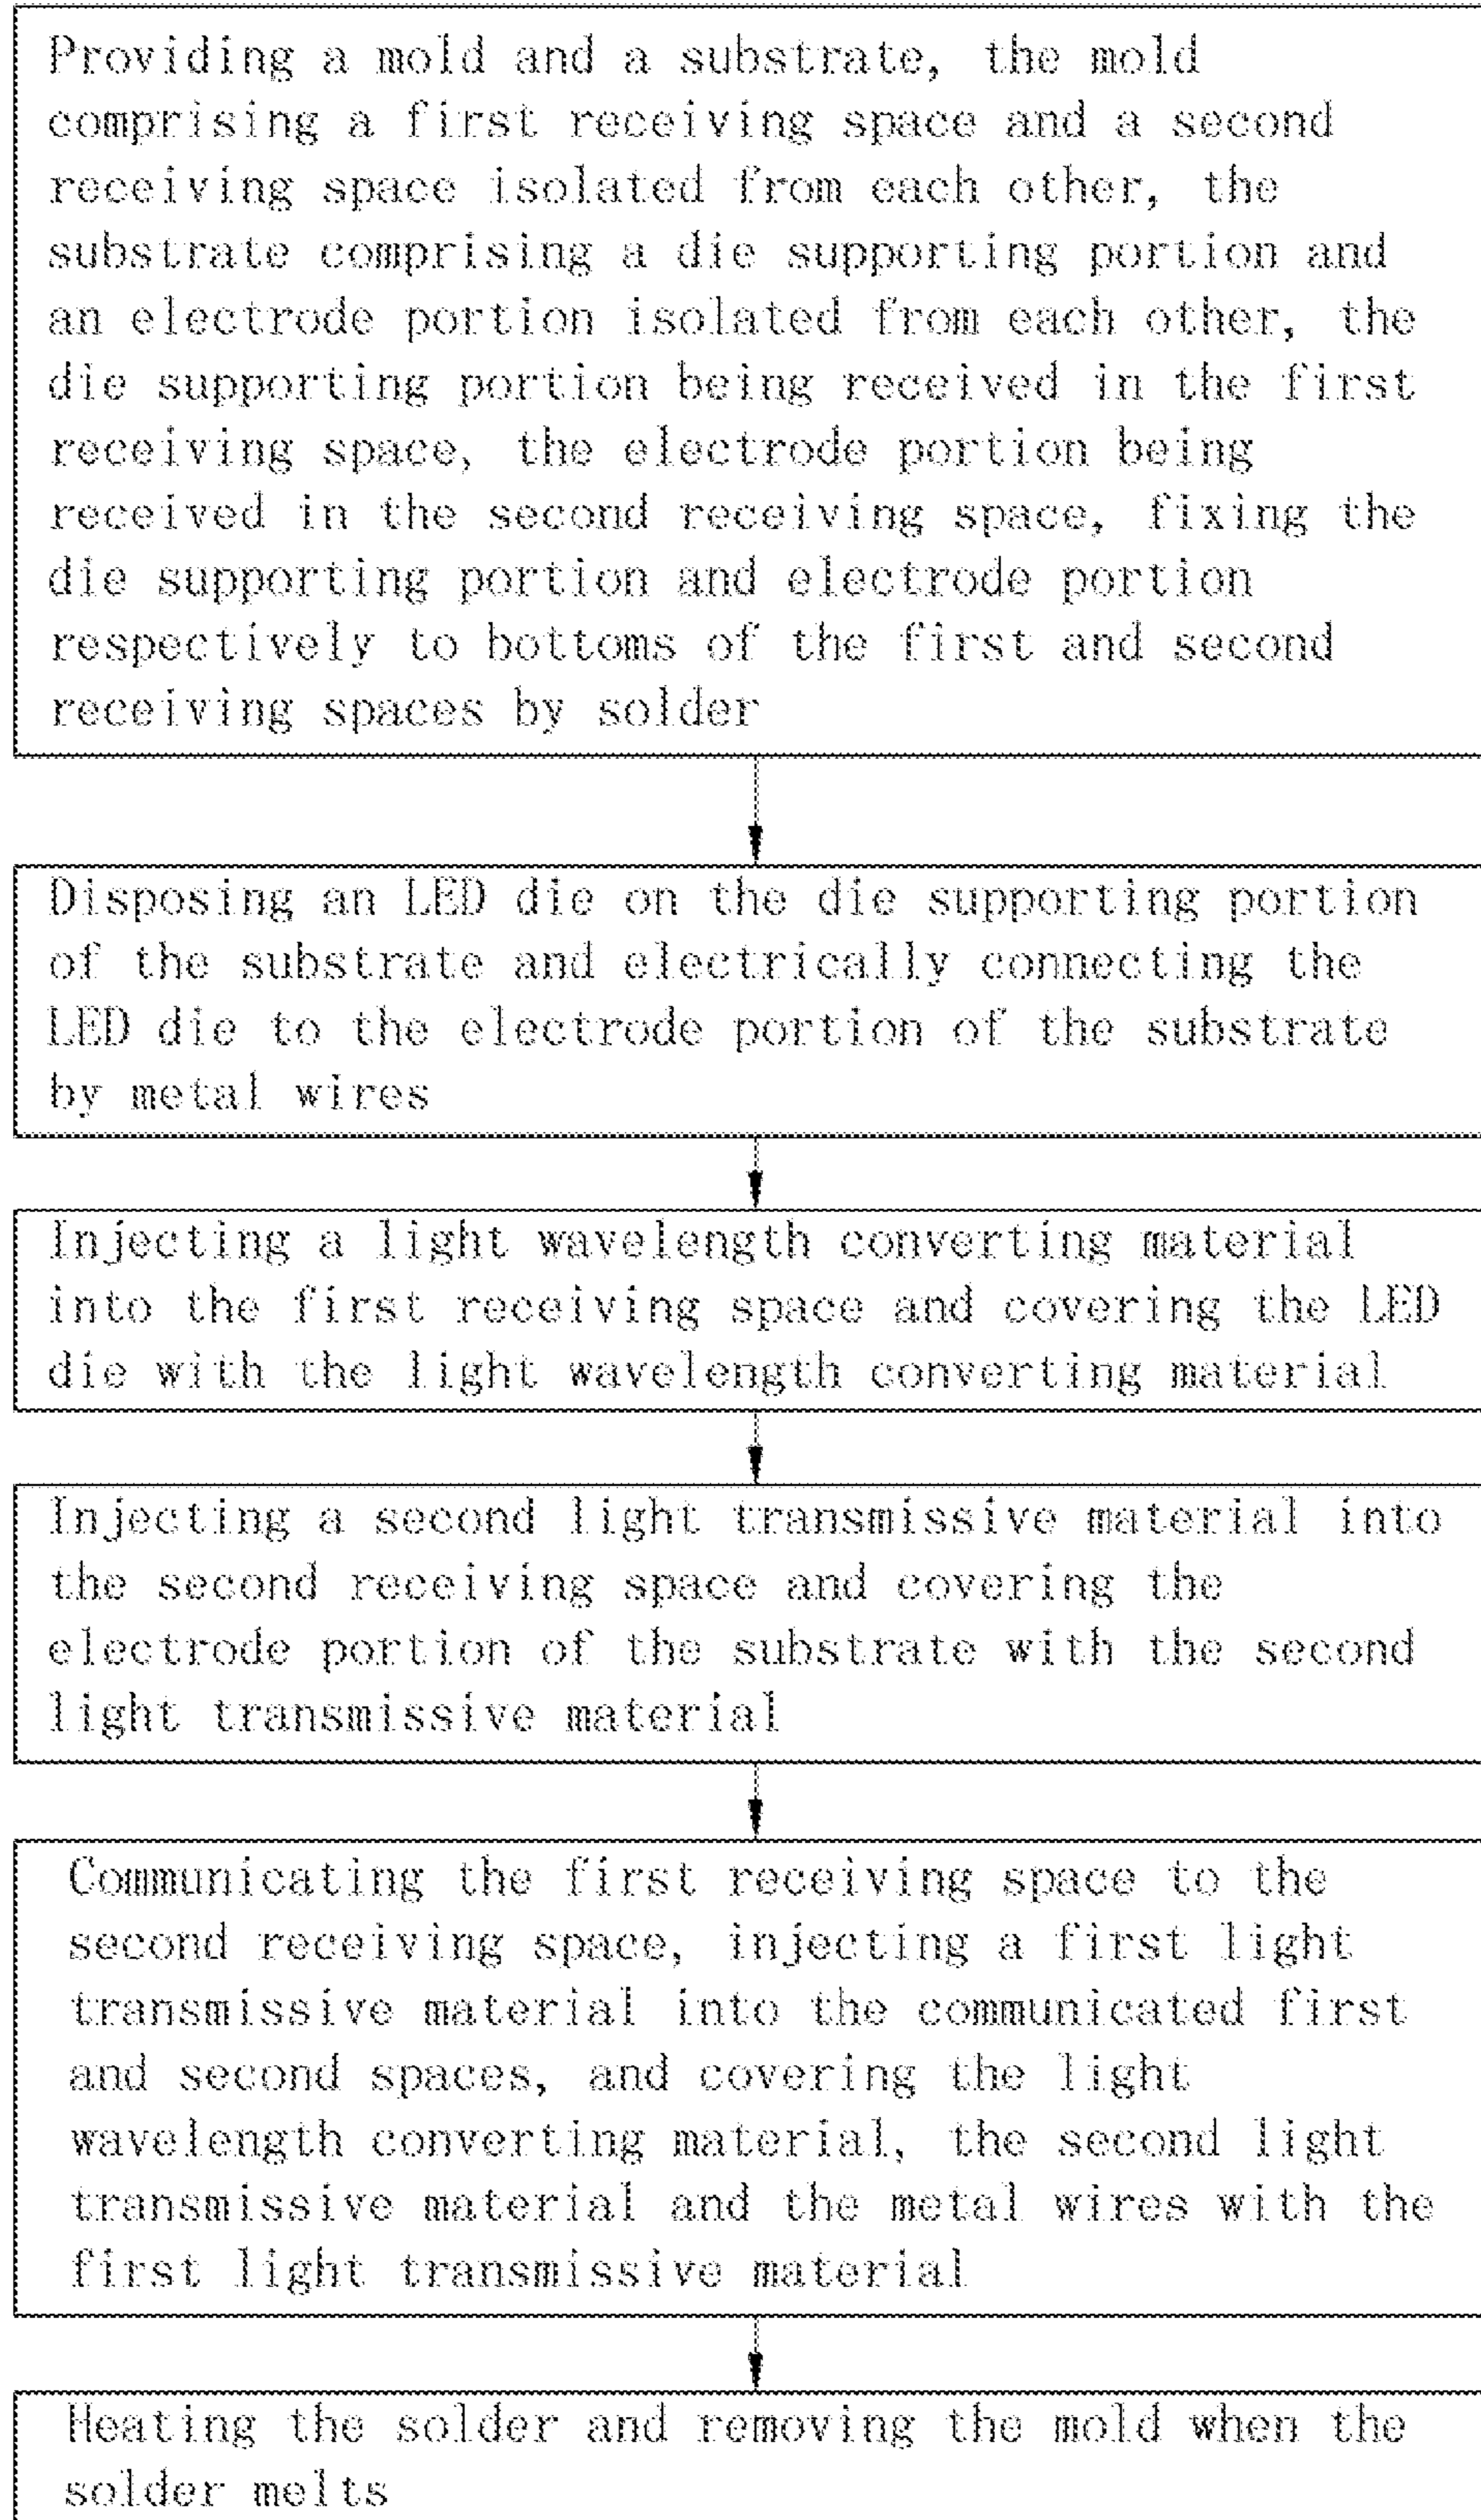 Providing a mold and a substrate, the mold
comprising a first receiving space and a second
receiving space isolated from each other, the
substrate comprising a die supporting portion and
an electrode portion isolated from each other, the
die supporting portion being received in the first
receiving space, the electrode portion being
received in the second receiving space, fixing the
die supporting portion and electrode portion
respectively to bottoms of the first and second
receiving spaces by solder
Disposing an LED die on the die supporting portion
of the substrate and electrically connecting the
LED die to the electrode portion of the substrate
by metal wires
Injecting a light wavelength converting material
into the first receiving space and covering the LED
die with the light wavelength converting material
Injecting a second light transmissive material into
the second receiving space and covering the
electrode portion of the substrate with the second
light transmissive material
Communicating the first receiving space to the
second receiving space, injecting a first light
transmissive material into the communicated first
and second spaces, and covering the light
wavelength converting material, the second light
transmissive material and the metal wires with the
first light transmissive material
Heating the solder and removing the mold when the
solder melts